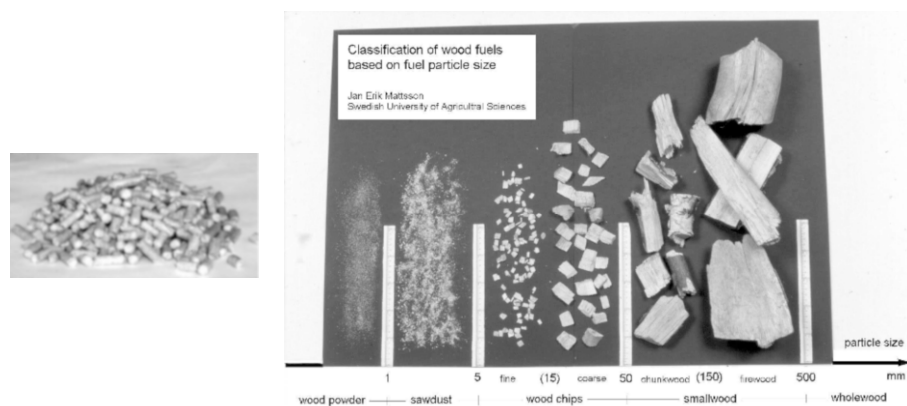 Classification of wood fuels
based on fuel particle size
Jan Erik Mattsson
Swedish University of Agricultral Sciences
particle size
1 5 fine (15) coarse 50 chunkwood (150) firewood 500 mm
wood powder sawdust wood chips smallwood wholewood